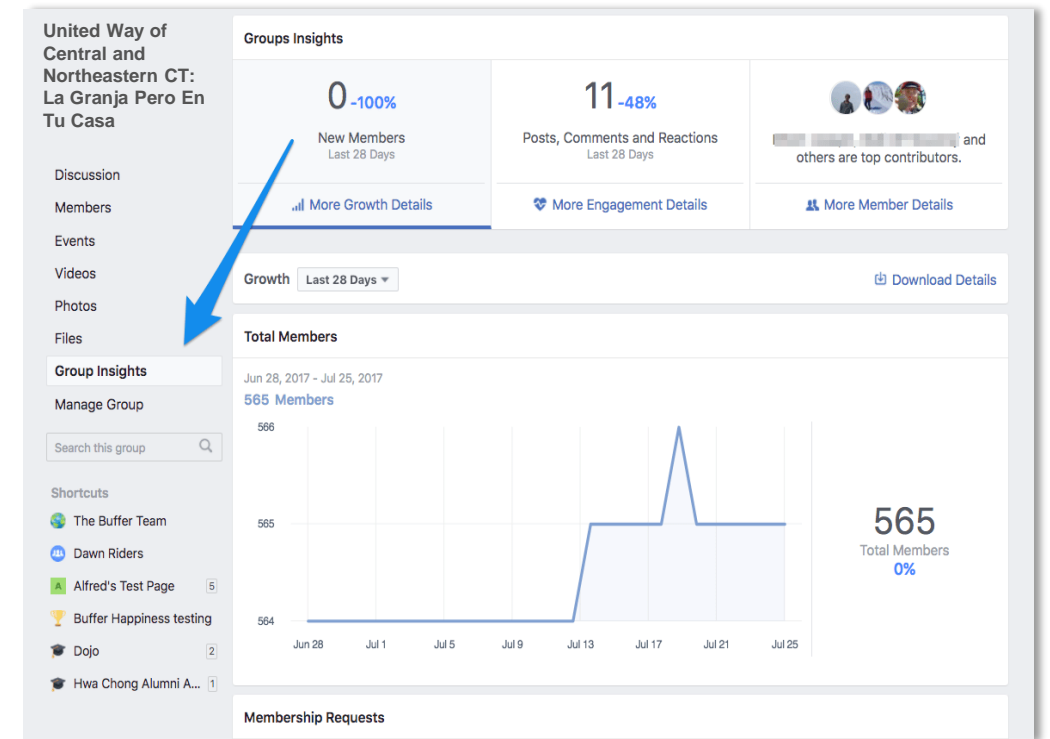 United Way of
Central and
Northeastern CT:
La Granja Pero En
Tu Casa
Discussion
Members
Events
Videos
Photos
Files
Group Insights
Manage Group
Search this group
Shortcuts
The Buffer Team
Dawn Riders
A Alfred's Test Page 5
Buffer Happiness testing
Dojo 2
Hwa Chong Alumni A... 1
Groups Insights
0 -100%
New Members
Last 28 Days
More Growth Details
11 -48%
Posts, Comments and Reactions
Last 28 Days
More Engagement Details
and
others are top contributors.
More Member Details
Growth Last 28 Days
Download Details
Total Members
Jun 28, 2017 - Jul 25, 2017
565 Members
566
565
564
Jun 28 Jul 1 Jul 5 Jul 9 Jul 13 Jul 17 Jul 21 Jul 25
565
Total Members
0%
Membership Requests